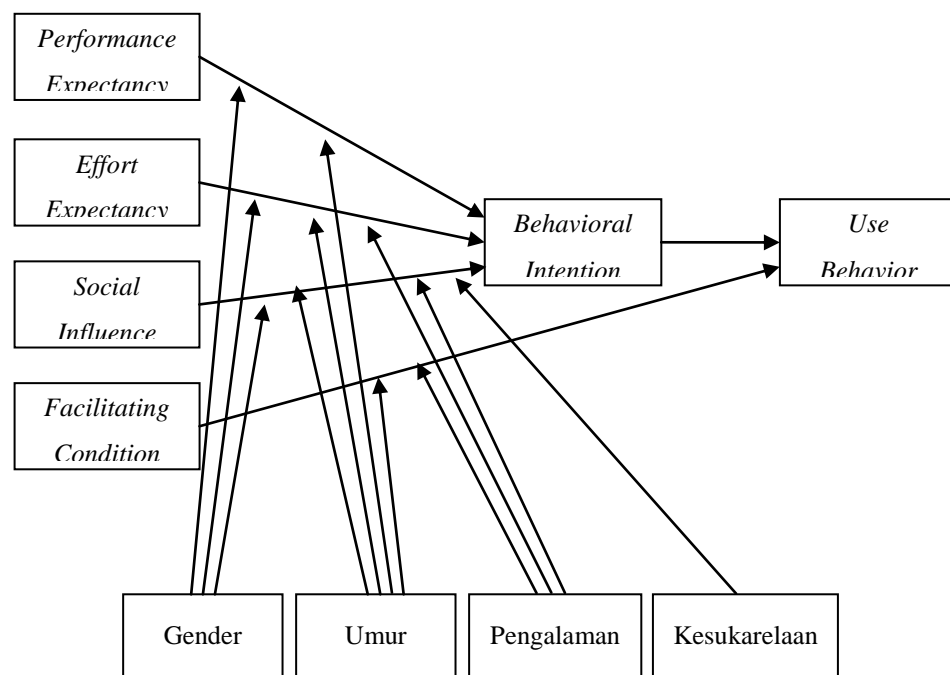 Performance
Expectancy
Effort
Expectancy
Behavioral
Intention
Use
Behavior
Social
Influence
Facilitating
Condition
Gender
Umur
Pengalaman
Kesukarelaan